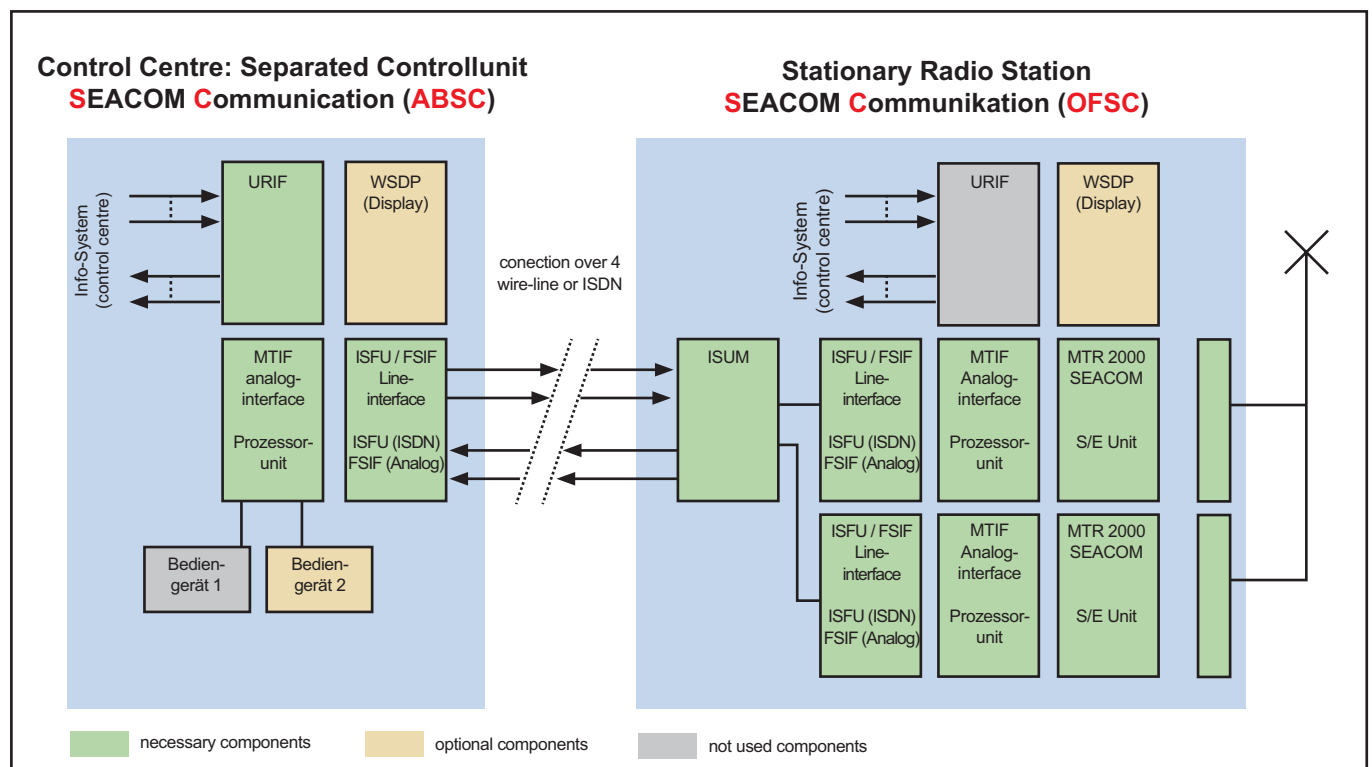 Control Centre: Separated Controllunit
SEACOM Communication (ABSC)
Stationary Radio Station
SEACOM Communikation (OFSC)
Info-System
(control centre)
URIF
WSDP
(Display)
conection over 4
wire-line or ISDN
Info-System
(control centre)
URIF
WSDP
(Display)
MTIF
analog-
interface
Prozessor-
unit
ISFU / FSIF
Line-
interface
ISFU (ISDN)
FSIF (Analog)
ISUM
ISFU / FSIF
Line-
interface
ISFU (ISDN)
FSIF (Analog)
MTIF
Analog-
interface
Prozessor-
unit
MTR 2000
SEACOM
S/E Unit
Bedien-
gerät 1
Bedien-
gerät 2
ISFU / FSIF
Line-
interface
ISFU (ISDN)
FSIF (Analog)
MTIF
Analog-
interface
Prozessor-
unit
MTR 2000
SEACOM
S/E Unit
necessary components
optional components
not used components